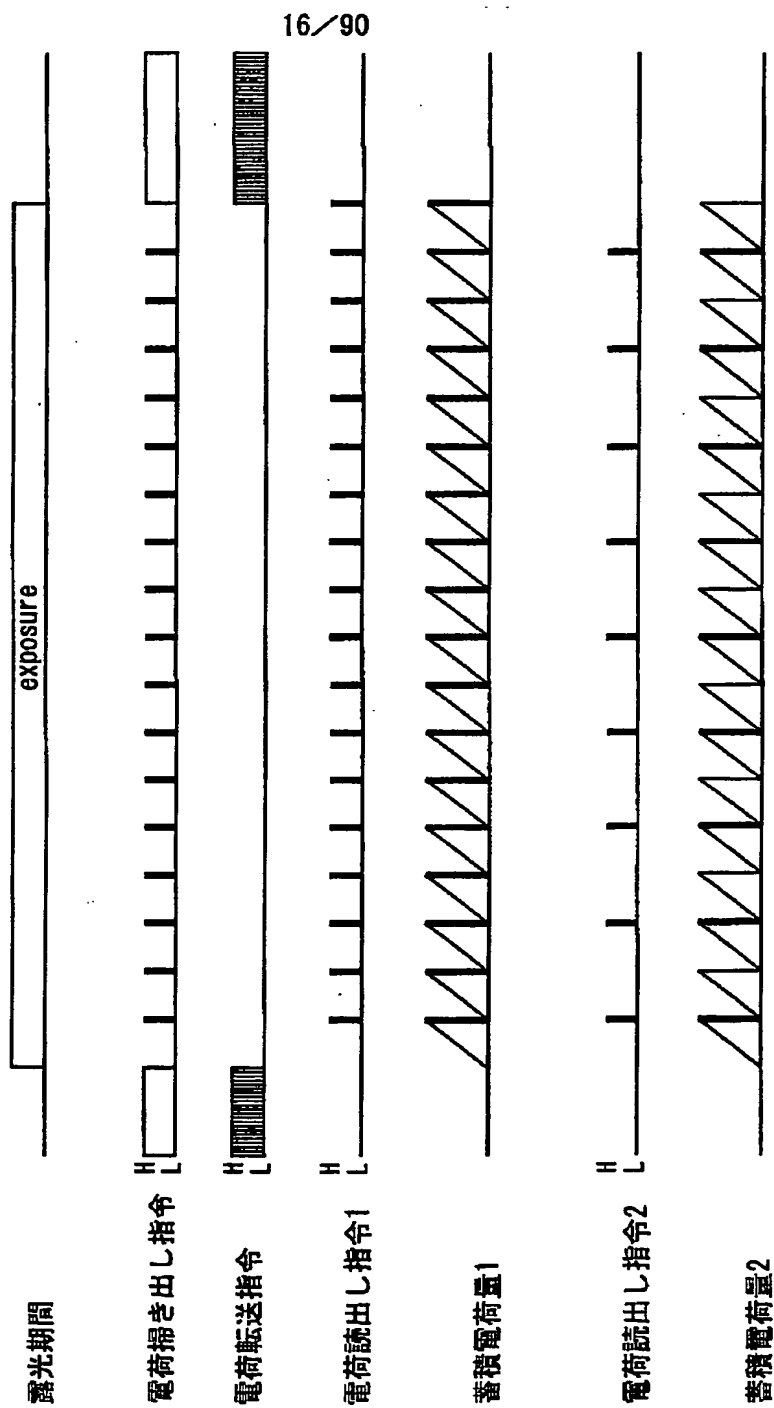 16/90
露光期間
exposure
電荷掃き出し指令
H
L
電荷転送指令
H
L
電荷読出し指令1
H
L
蓄積電荷量1
電荷読出し指令2
H
L
蓄積電荷量2